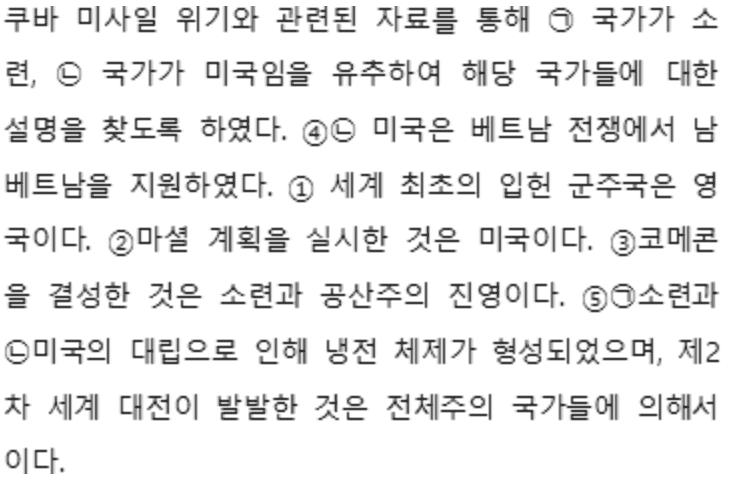 쿠바 미사일 위기와 관련된 자료를 통해 ㉠ 국가가 소
련, ㉡ 국가가 미국임을 유추하여 해당 국가들에 대한
설명을 찾도록 하였다. ④㉡ 미국은 베트남 전쟁에서 남
베트남을 지원하였다. ① 세계 최초의 입헌 군주국은 영
국이다. ②마셜 계획을 실시한 것은 미국이다. ③코메콘
을 결성한 것은 소련과 공산주의 진영이다. ⑤㉠소련과
㉡미국의 대립으로 인해 냉전 체제가 형성되었으며, 제2
차 세계 대전이 발발한 것은 전체주의 국가들에 의해서
이다.